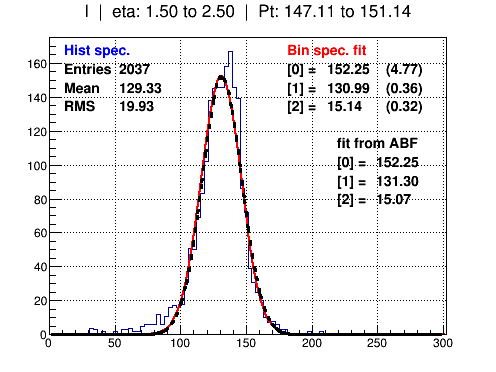 I | eta: 1.50 to 2.50 | Pt: 147.11 to 151.14
Hist spec.
Entries 2037
Mean 129.33
RMS 19.93
Bin spec. fit
[0] = 152.25 (4.77)
[1] = 130.99 (0.36)
[2] = 15.14 (0.32)
fit from ABF
[0] = 152.25
[1] = 131.30
[2] = 15.07
160
140
120
100
80
60
40
20
0
0 50 100 150 200 250 300